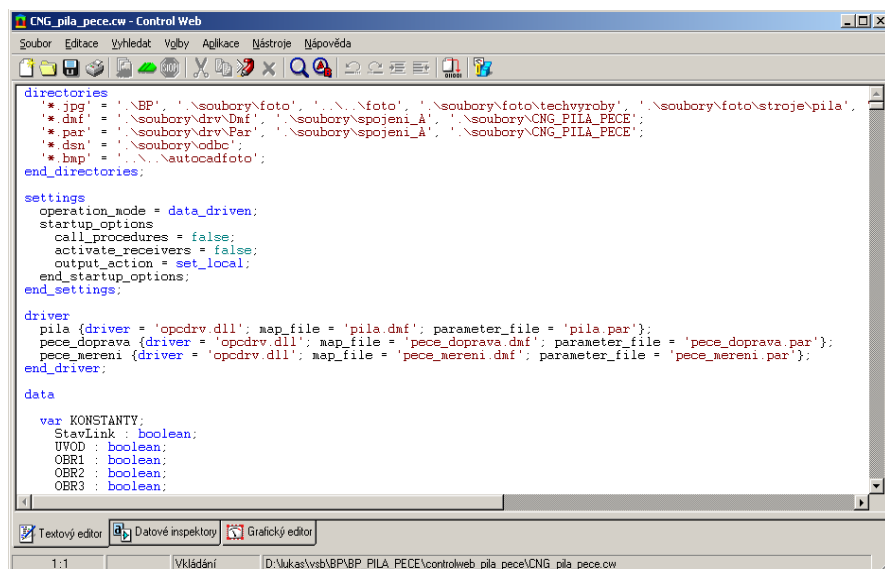 CNG_pila_pece.cw - Control Web
Soubor Editace Vyhledat Volby Aplikace Nástroje Nápověda
directories
'*.jpg' = '.\BP', '.\soubory\foto', '..\..\foto', '.\soubory\foto\techvyroby', '.\soubory\foto\stroje\pila',
'*.dmf' = '.\soubory\drv\Dmf', '.\soubory\spojeni_A', '.\soubory\CNG_PILA_PECE';
'*.par' = '.\soubory\drv\Par', '.\soubory\spojeni_A', '.\soubory\CNG_PILA_PECE';
'*.dsn' = '.\soubory\odbc';
'*.bmp' = '..\..\autocadfoto';
end_directories;
settings
operation_mode = data_driven;
startup_options
call_procedures = false;
activate_receivers = false;
output_action = set_local;
end_startup_options;
end_settings;
driver
pila {driver = 'opcdrv.dll'; map_file = 'pila.dmf'; parameter_file = 'pila.par'};
pece_doprava {driver = 'opcdrv.dll'; map_file = 'pece_doprava.dmf'; parameter_file = 'pece_doprava.par'};
pece_mereni {driver = 'opcdrv.dll'; map_file = 'pece_mereni.dmf'; parameter_file = 'pece_mereni.par'};
end_driver;
data
var KONSTANTY;
StavLink : boolean;
UVOD : boolean;
OBR1 : boolean;
OBR2 : boolean;
OBR3 : boolean;
Textový editor Datové inspektory Grafický editor
1:1 Vkládání D:\lukas\vsb\BP\BP_PILA_PECE\controlweb_pila_pece\CNG_pila_pece.cw